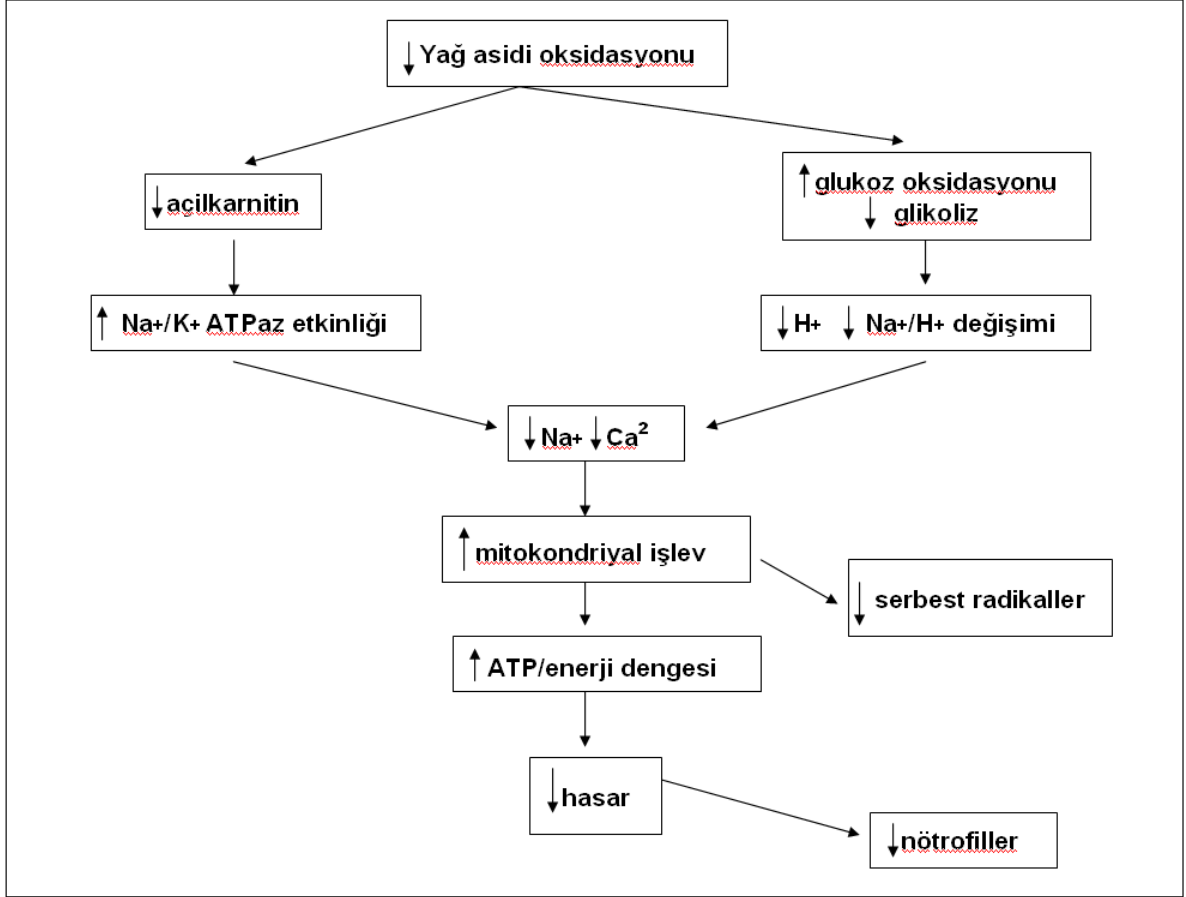 ↓ Yağ asidi oksidasyonu
↓ açilkarnitin
↑ glukoz oksidasyonu
↓ glikoliz
↑ Na+/K+ ATPaz etkinliği
↓ H+ ↓ Na+/H+ değişimi
↓ Na+ ↓ Ca²
↑ mitokondriyal işlev
↓ serbest radikaller
↑ ATP/enerji dengesi
↓ hasar
↓ nötrofiller